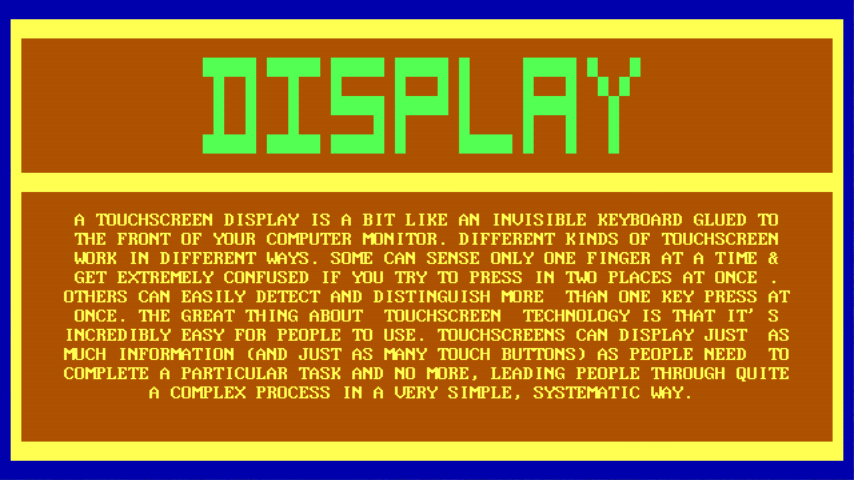 DISPLAY
A TOUCHSCREEN DISPLAY IS A BIT LIKE AN INVISIBLE KEYBOARD GLUED TO
THE FRONT OF YOUR COMPUTER MONITOR. DIFFERENT KINDS OF TOUCHSCREEN
WORK IN DIFFERENT WAYS. SOME CAN SENSE ONLY ONE FINGER AT A TIME &
GET EXTREMELY CONFUSED IF YOU TRY TO PRESS IN TWO PLACES AT ONCE .
OTHERS CAN EASILY DETECT AND DISTINGUISH MORE  THAN ONE KEY PRESS AT
ONCE. THE GREAT THING ABOUT  TOUCHSCREEN  TECHNOLOGY IS THAT IT' S
INCREDIBLY EASY FOR PEOPLE TO USE. TOUCHSCREENS CAN DISPLAY JUST  AS
MUCH INFORMATION (AND JUST AS MANY TOUCH BUTTONS) AS PEOPLE NEED  TO
COMPLETE A PARTICULAR TASK AND NO MORE, LEADING PEOPLE THROUGH QUITE
A COMPLEX PROCESS IN A VERY SIMPLE, SYSTEMATIC WAY.